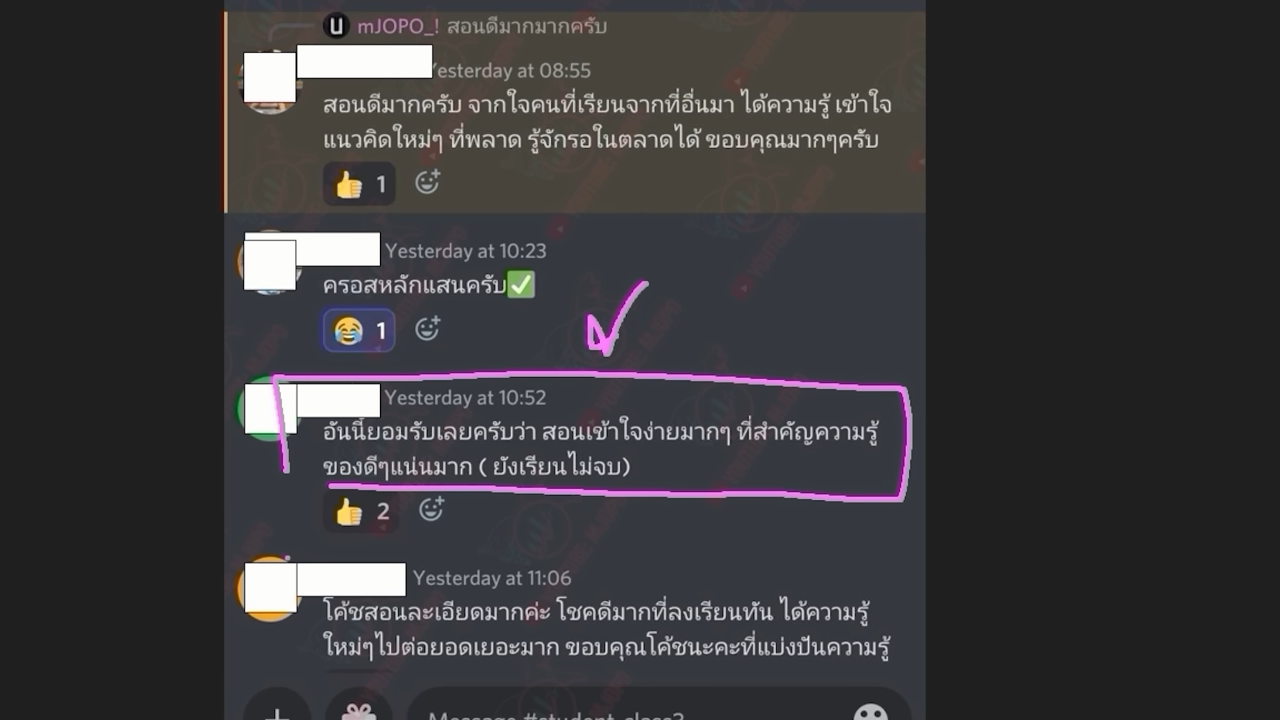 mJOPO_! สอนดีมากมากครับ
Yesterday at 08:55
สอนดีมากครับ จากใจคนที่เรียนจากที่อื่นมา ได้ความรู้ เข้าใจ
แนวคิดใหม่ๆ ที่พลาด รู้จักรอในตลาดได้ ขอบคุณมากๆครับ
👍 1
Yesterday at 10:23
ครอสหลักแสนครับ✅
😂 1
Yesterday at 10:52
อันนี้ยอมรับเลยครับว่า สอนเข้าใจง่ายมากๆ ที่สำคัญความรู้
ของดีๆแน่นมาก ( ยังเรียนไม่จบ)
👍 2
Yesterday at 11:06
โค้ชสอนละเอียดมากค่ะ โชคดีมากที่ลงเรียนทัน ได้ความรู้
ใหม่ๆไปต่อยอดเยอะมาก ขอบคุณโค้ชนะคะที่แบ่งปันความรู้
Message #student-class3